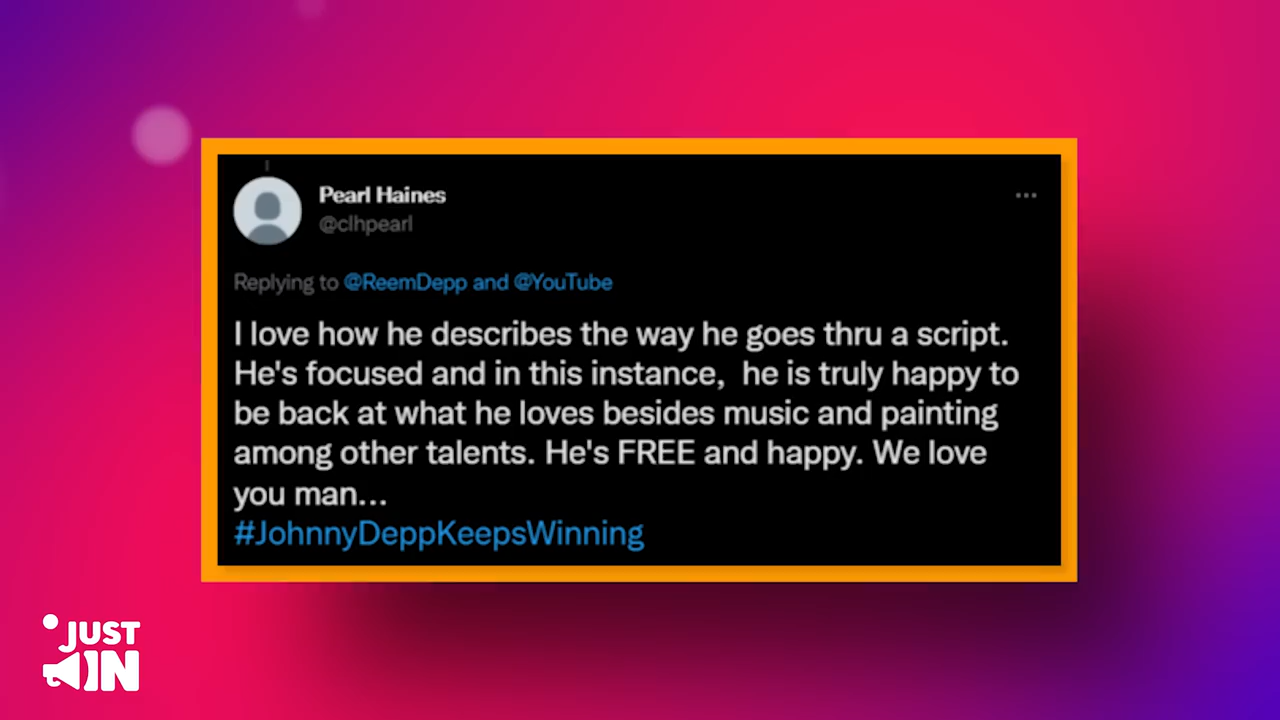 Pearl Haines
@clhpearl
Replying to @ReemDepp and @YouTube
I love how he describes the way he goes thru a script.
He's focused and in this instance,  he is truly happy to
be back at what he loves besides music and painting
among other talents. He's FREE and happy. We love
you man...
#JohnnyDeppKeepsWinning
JUST
IN